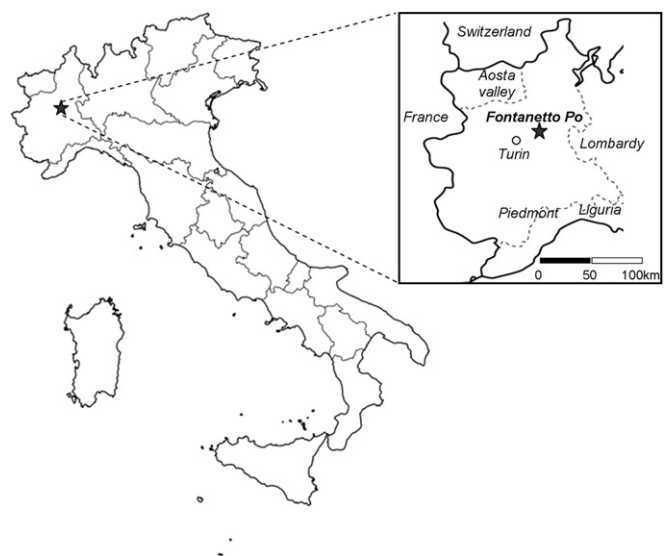 Switzerland
Aosta
valley
France
Fontanetto Po
Turin
Lombardy
Piedmont
Liguria
0 50 100km